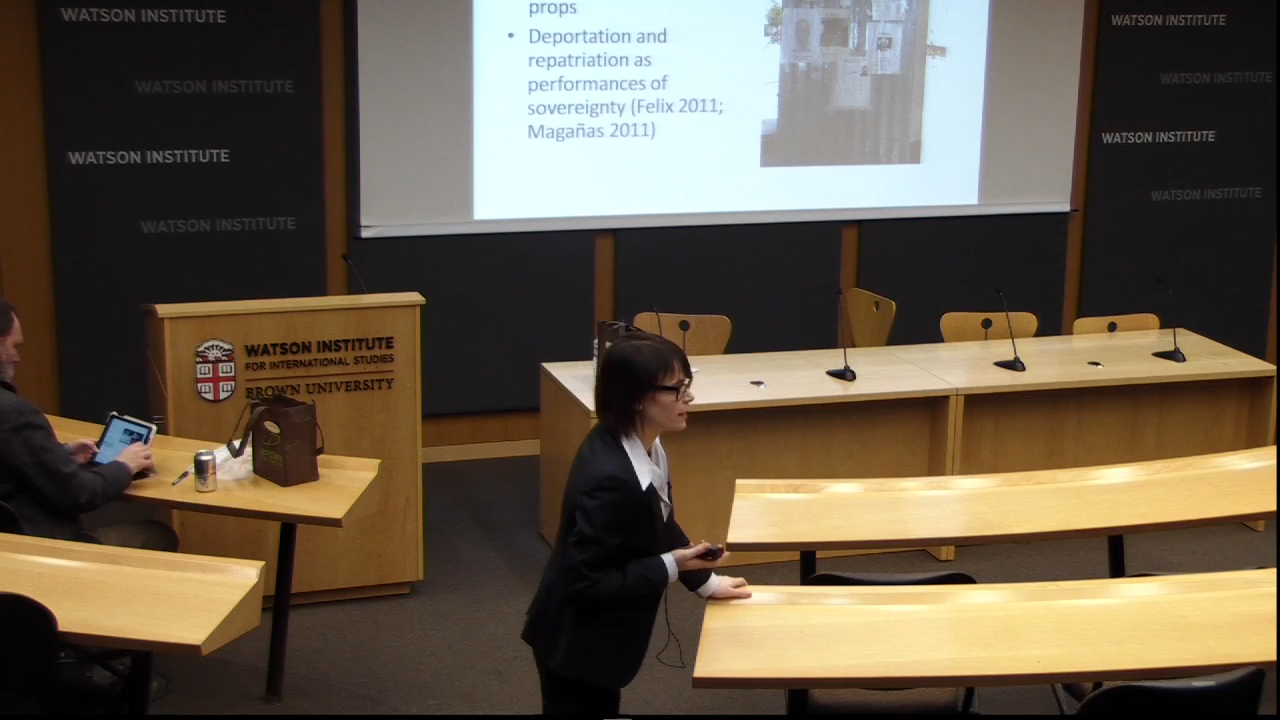 WATSON INSTITUTE
WATSON INSTITUTE
WATSON INSTITUTE
WATSON INSTITUTE
props
• Deportation and
repatriation as
performances of
sovereignty (Felix 2011;
Magañas 2011)
WATSON INSTITUTE
WATSON INSTITUTE
WATSON INSTITUTE
WATSON INSTITUTE
WATSON INSTITUTE
FOR INTERNATIONAL STUDIES
BROWN UNIVERSITY